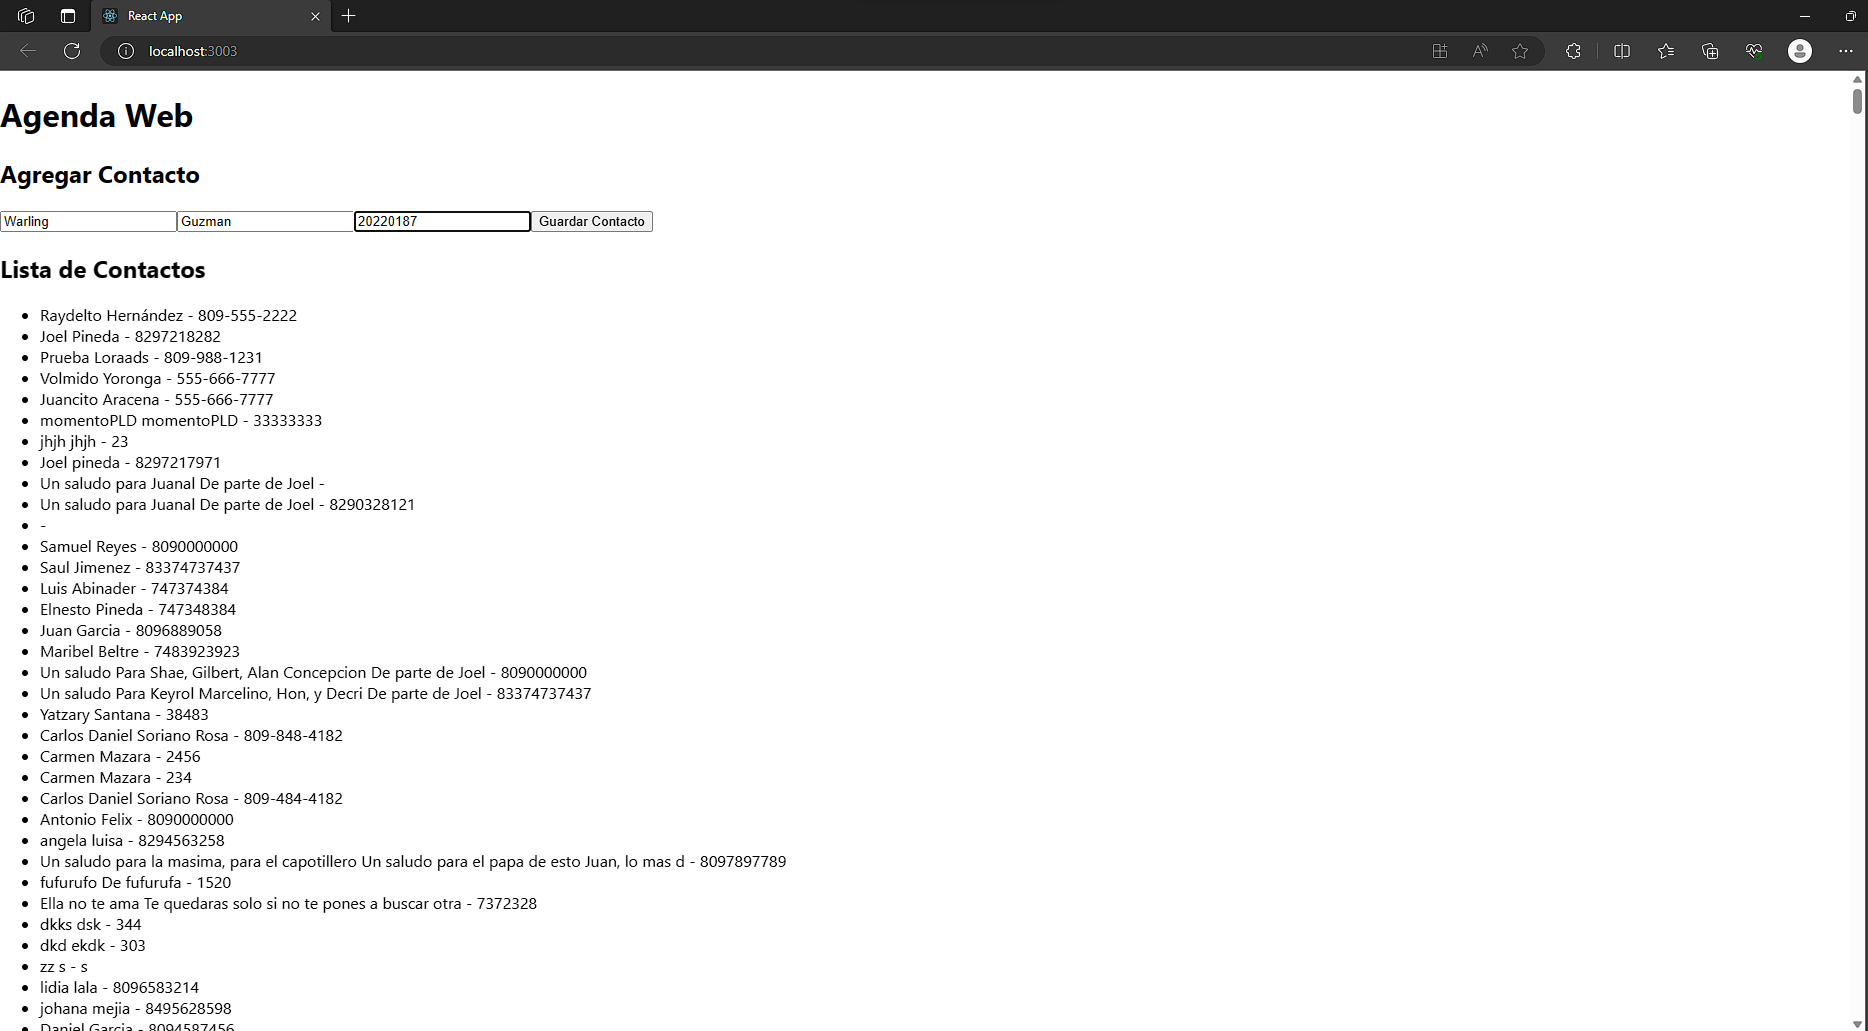 React App
localhost:3003
Agenda Web
Agregar Contacto
Warling Guzman 20220187 Guardar Contacto
Lista de Contactos
Raydelto Hernández - 809-555-2222
Joel Pineda - 8297218282
Prueba Loraads - 809-988-1231
Volmido Yoronga - 555-666-7777
Juancito Aracena - 555-666-7777
momentoPLD momentoPLD - 33333333
jhjh jhjh - 23
Joel pineda - 8297217971
Un saludo para Juanal De parte de Joel -
Un saludo para Juanal De parte de Joel - 8290328121
-
Samuel Reyes - 8090000000
Saul Jimenez - 83374737437
Luis Abinader - 747374384
Elnesto Pineda - 747348384
Juan Garcia - 8096889058
Maribel Beltre - 7483923923
Un saludo Para Shae, Gilbert, Alan Concepcion De parte de Joel - 8090000000
Un saludo Para Keyrol Marcelino, Hon, y Decri De parte de Joel - 83374737437
Yatzary Santana - 38483
Carlos Daniel Soriano Rosa - 809-848-4182
Carmen Mazara - 2456
Carmen Mazara - 234
Carlos Daniel Soriano Rosa - 809-484-4182
Antonio Felix - 8090000000
angela luisa - 8294563258
Un saludo para la masima, para el capotillero Un saludo para el papa de esto Juan, lo mas d - 8097897789
fufurufo De fufurufa - 1520
Ella no te ama Te quedaras solo si no te pones a buscar otra - 7372328
dkks dsk - 344
dkd ekdk - 303
zz s - s
lidia lala - 8096583214
johana mejia - 8495628598
Daniel Garcia - 8094587456